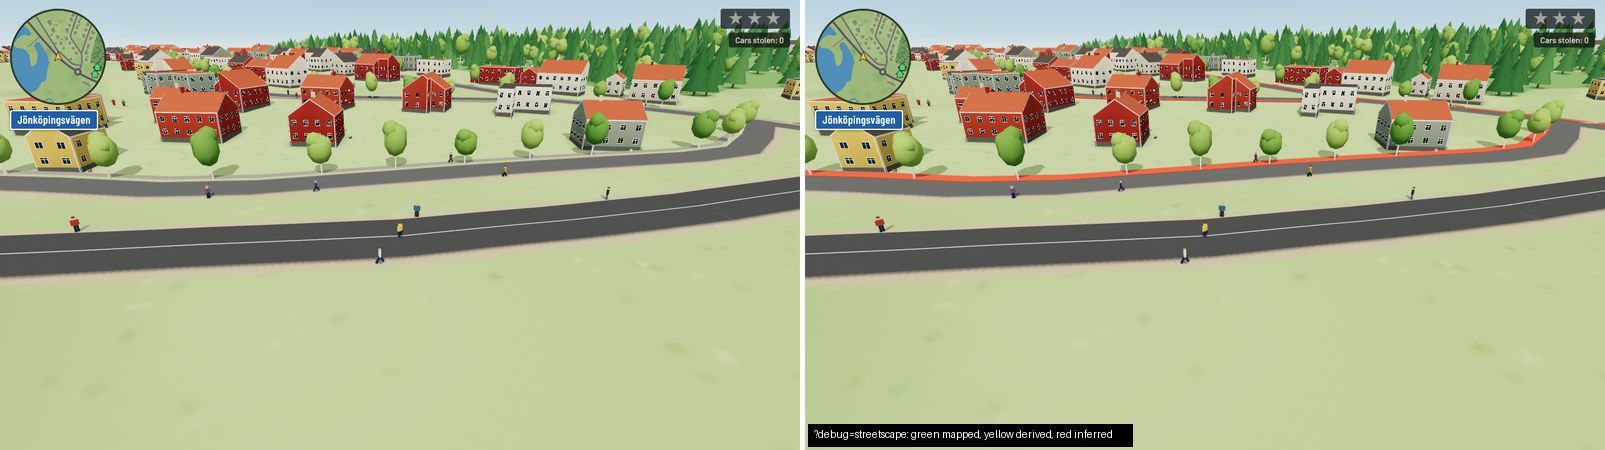 Cars stolen: 0
Jönköpingsvägen
Cars stolen: 0
Jönköpingsvägen
?debug=streetscape: green mapped, yellow derived, red inferred